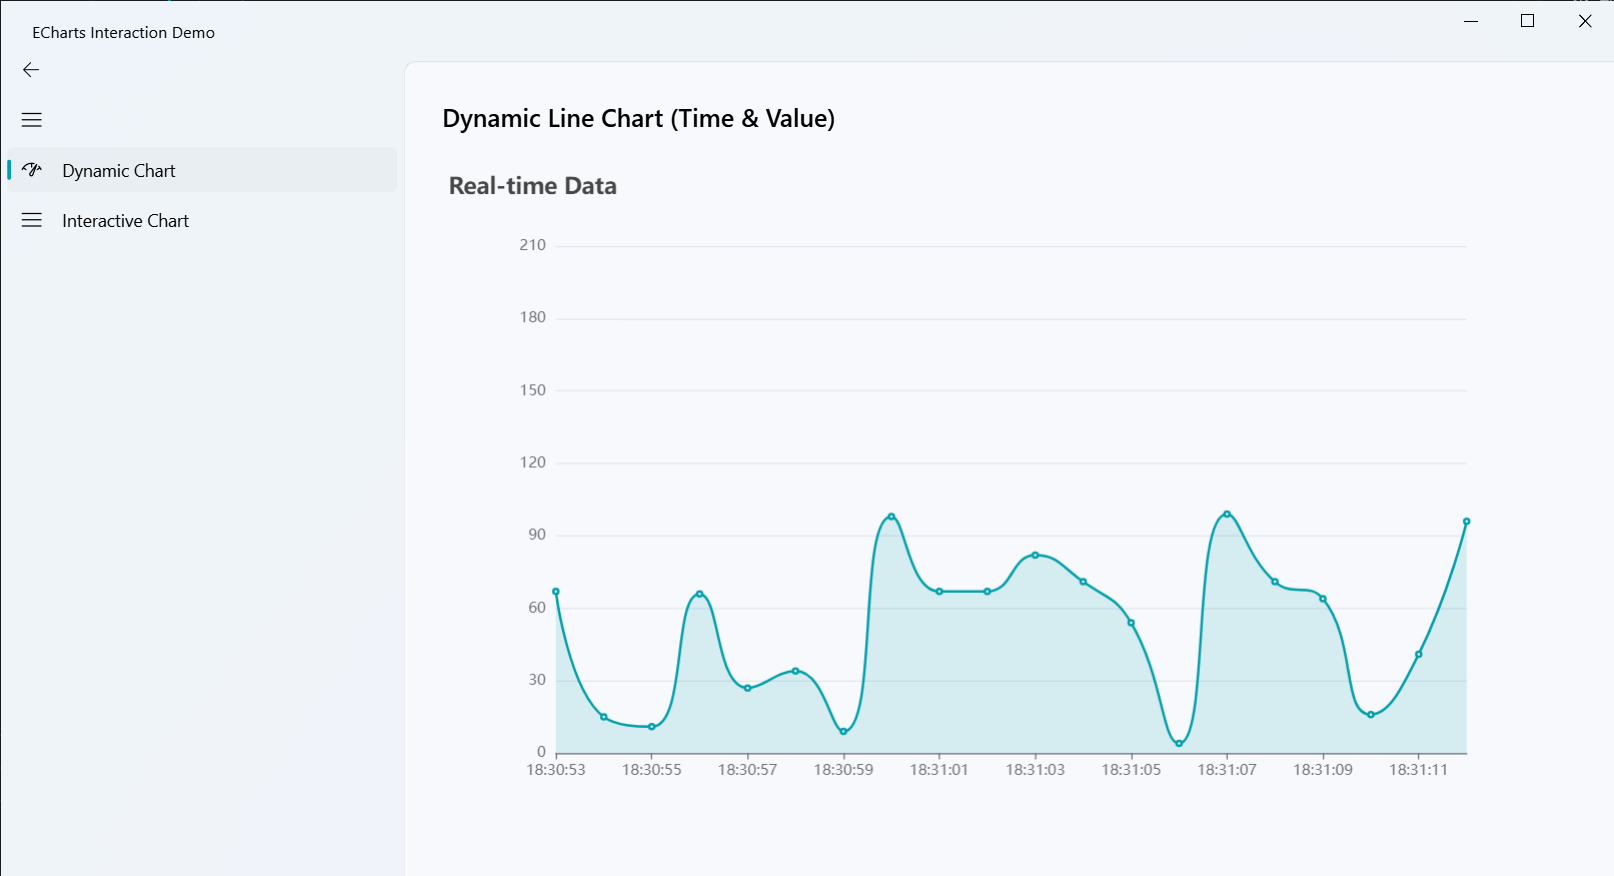 ECharts Interaction Demo
Dynamic Chart
Interactive Chart
Dynamic Line Chart (Time & Value)
Real-time Data
210
180
150
120
90
60
30
0
18:30:53 18:30:55 18:30:57 18:30:59 18:31:01 18:31:03 18:31:05 18:31:07 18:31:09 18:31:11